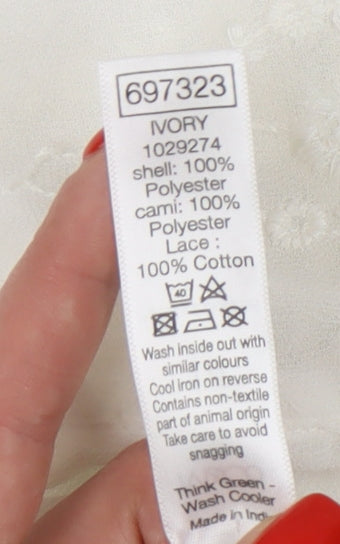 697323
IVORY
1029274
shell: 100%
Polyester
cami: 100%
Polyester
Lace :
100% Cotton
40
Wash inside out with
similar colours
Cool iron on reverse
Contains non-textile
part of animal origin
Take care to avoid
snagging
Think Green -
Wash Cooler
Made in